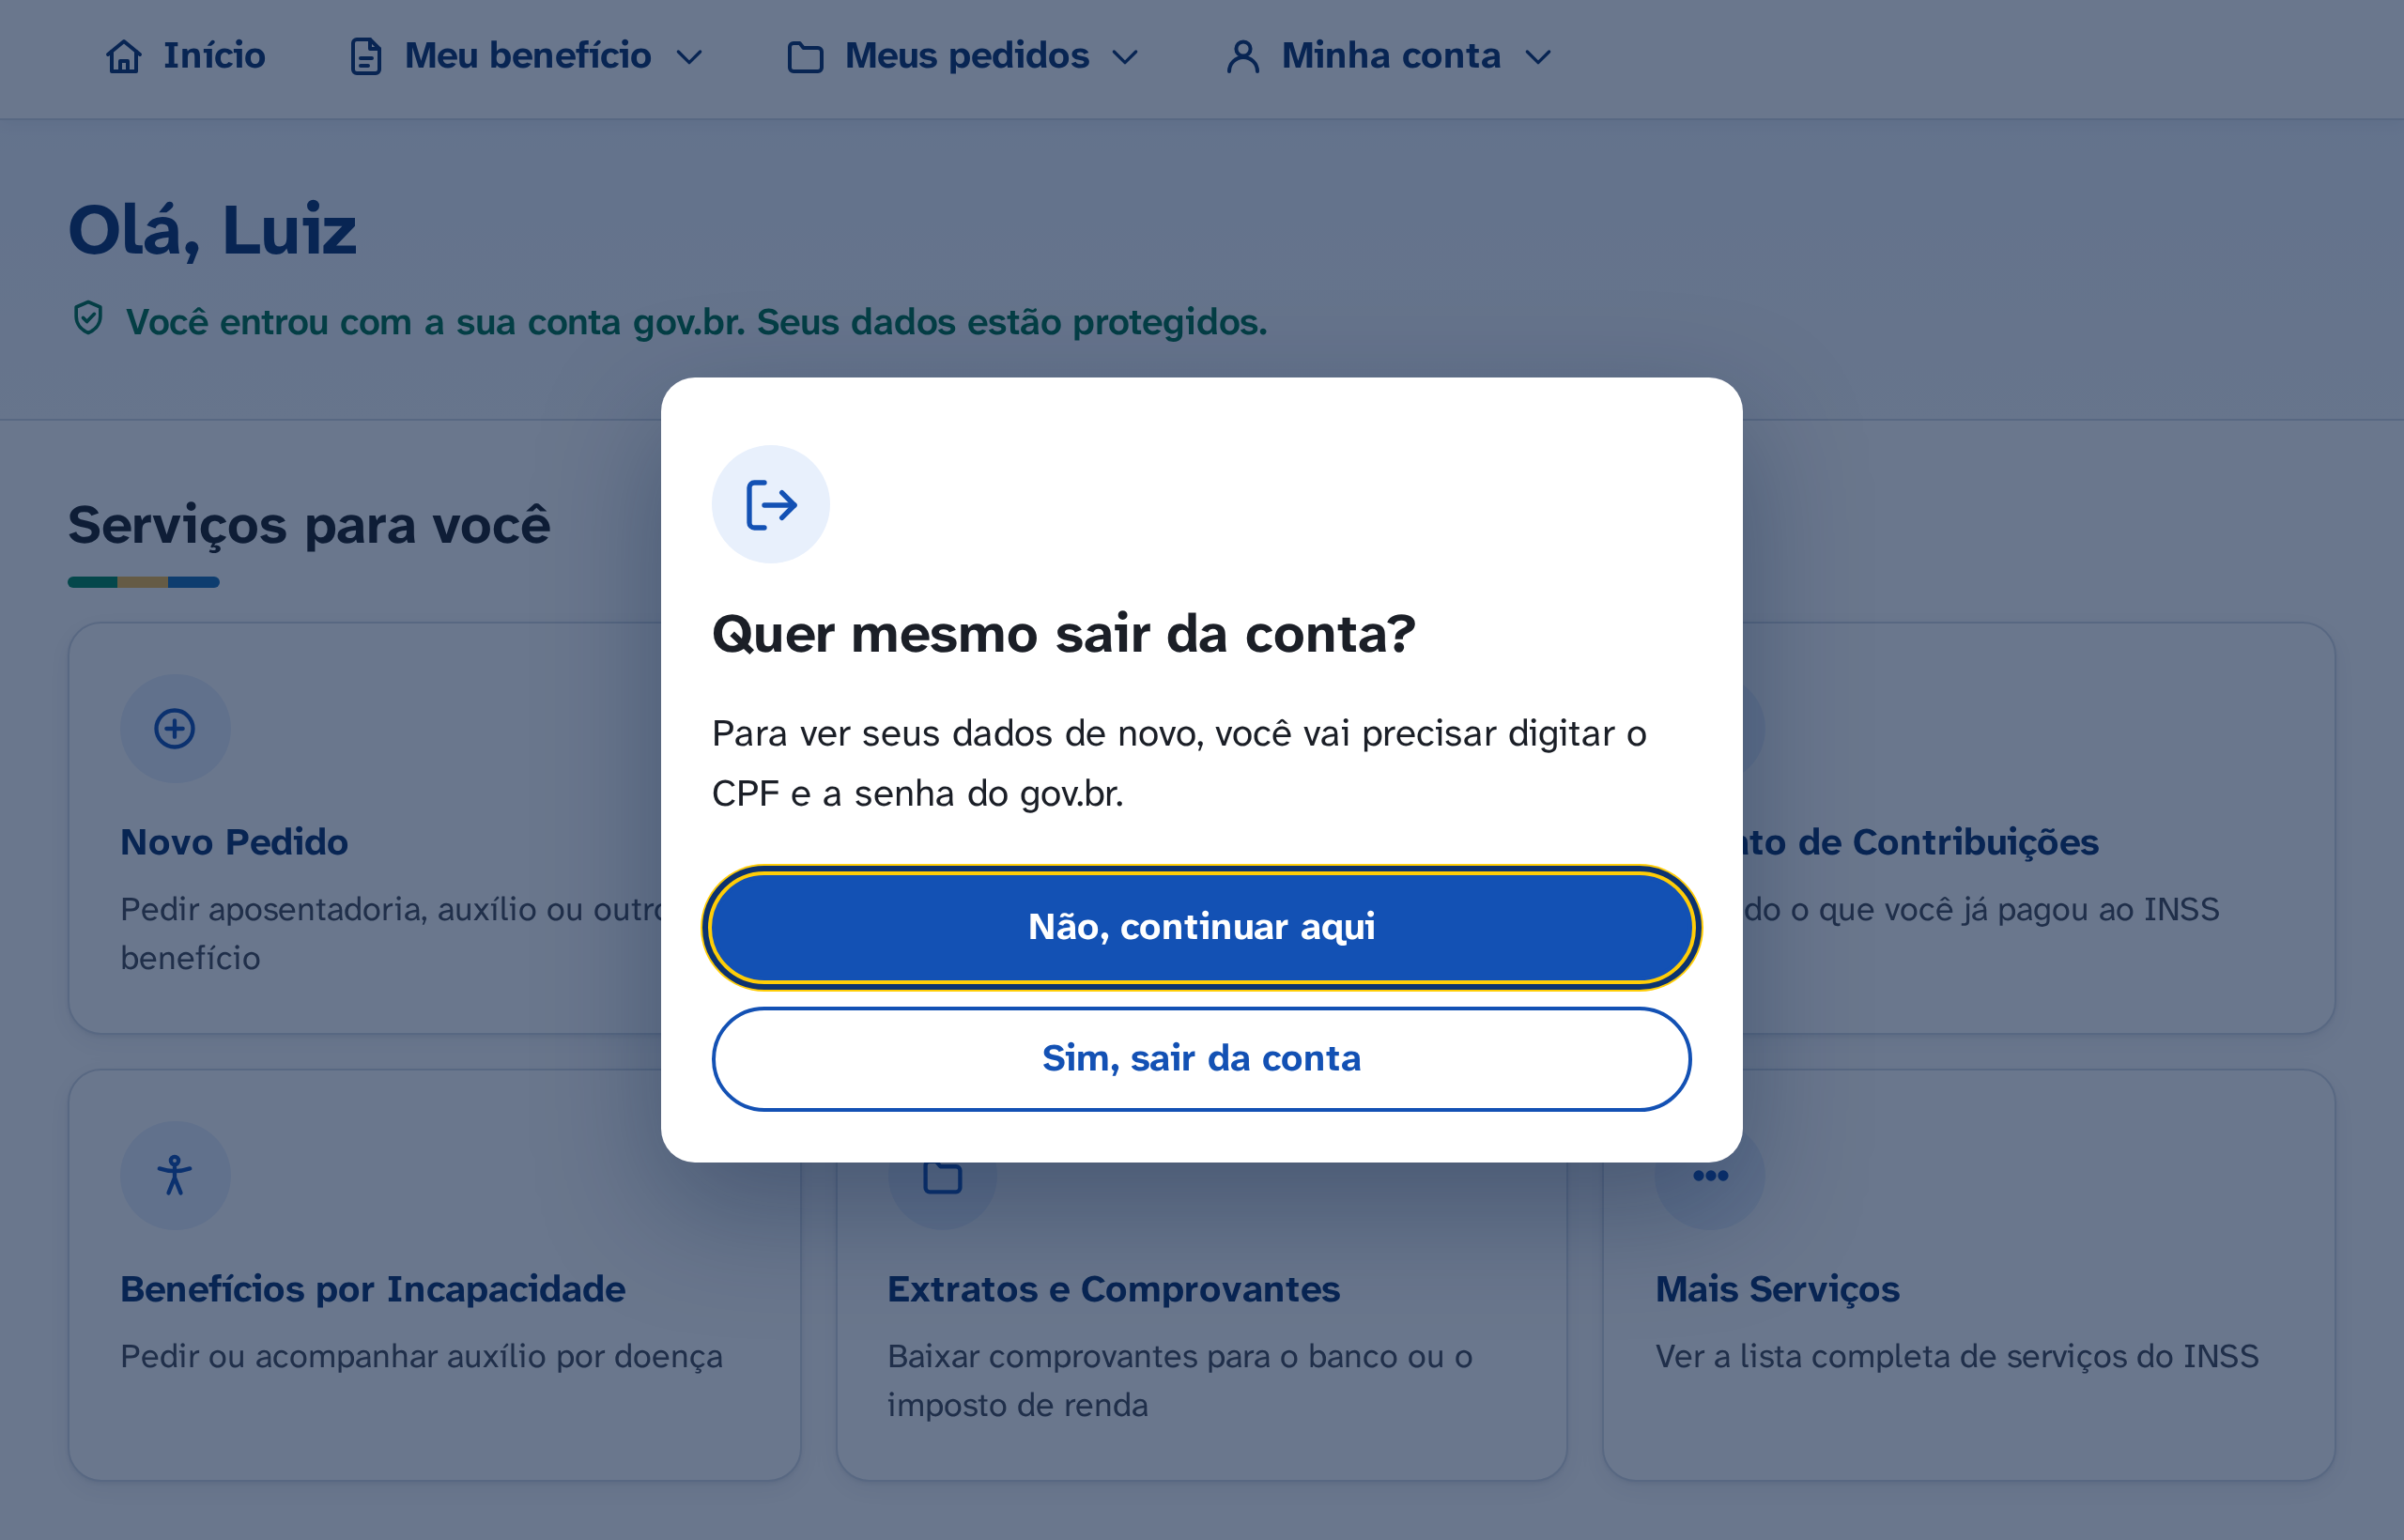 Início
Meu benefício
Meus pedidos
Minha conta
Olá, Luiz
Você entrou com a sua conta gov.br. Seus dados estão protegidos.
Serviços para você
Quer mesmo sair da conta?
Para ver seus dados de novo, você vai precisar digitar o
CPF e a senha do gov.br.
Não, continuar aqui
Sim, sair da conta
Novo Pedido
Pedir aposentadoria, auxílio ou
benefício
de Contribuições
o que você já pagou ao INSS
Benefícios por Incapacidade
Pedir ou acompanhar auxílio por doença
Extratos e Comprovantes
Baixar comprovantes para o banco ou o
imposto de renda
Mais Serviços
Ver a lista completa de serviços do INSS